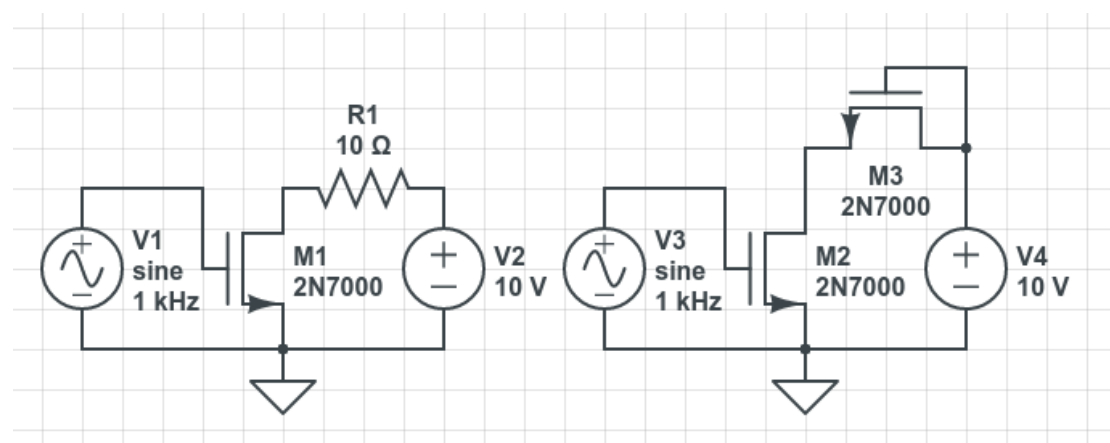 R1
10 Ω
V1
sine
1 kHz
M1
2N7000
V2
10 V
V3
sine
1 kHz
M3
2N7000
M2
2N7000
V4
10 V